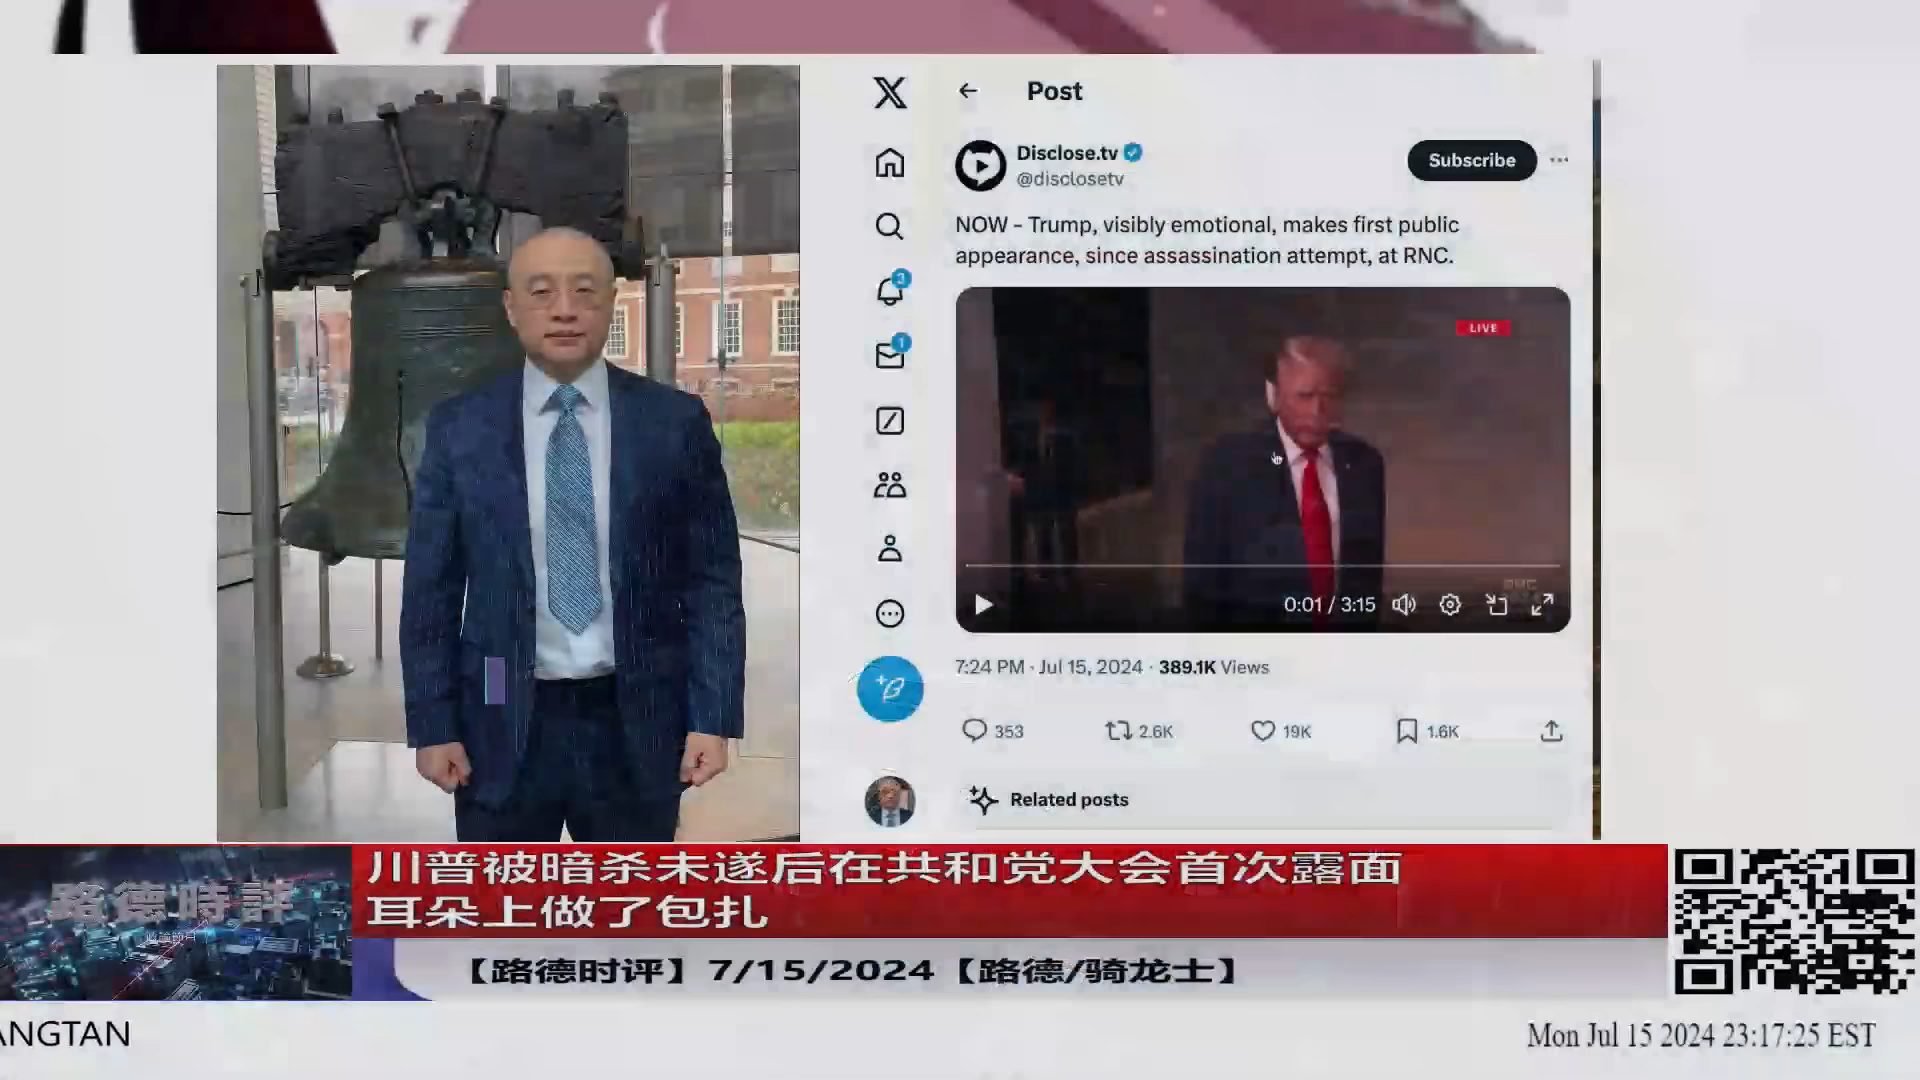 Post
Disclose.tv
@disclosetv
Subscribe
NOW - Trump, visibly emotional, makes first public
appearance, since assassination attempt, at RNC.
3
1
LIVE
0:01 / 3:15
7:24 PM · Jul 15, 2024 · 389.1K Views
353
2.6K
19K
1.6K
Related posts
川普被暗杀未遂后在共和党大会首次露面
耳朵上做了包扎
路德時評
【路德时评】7/15/2024【路德/骑龙士】
ANGTAN
Mon Jul 15 2024 23:17:25 EST